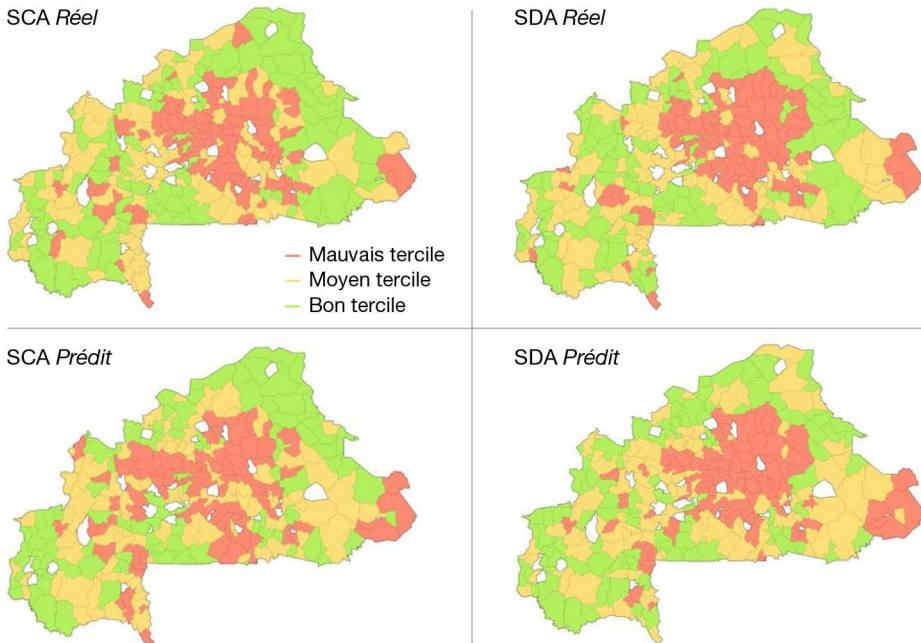 SCA Réel
SDA Réel
Mauvais tercile
Moyen tercile
Bon tercile
SCA Prédit
SDA Prédit